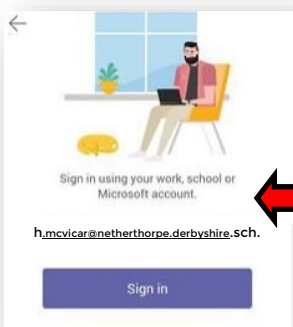 Sign in using your work, school or
Microsoft account.
h.mcvicar@netherthorpe.derbyshire.sch.
Sign in